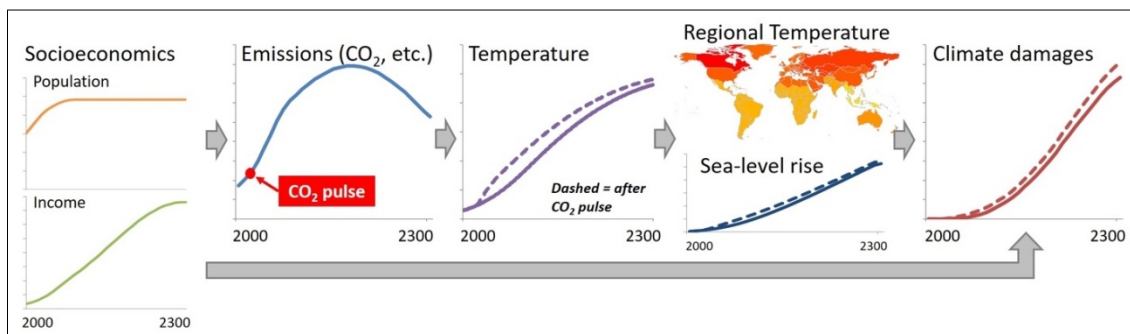 Socioeconomics
Population
Income
2000 2300
Emissions (CO₂, etc.)
CO₂ pulse
2000 2300
Temperature
Dashed = after
CO₂ pulse
2000 2300
Regional Temperature
Sea-level rise
2000 2300
Climate damages
2000 2300